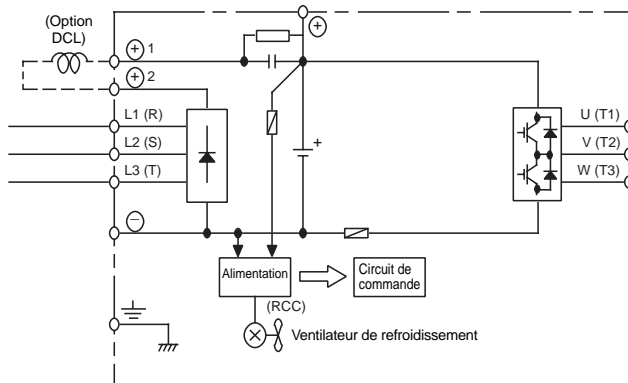 (Option
DCL)
+
+ 1
+ 2
L1 (R)
L2 (S)
L3 (T)
−
+
U (T1)
V (T2)
W (T3)
Alimentation
Circuit de
commande
(RCC)
Ventilateur de refroidissement